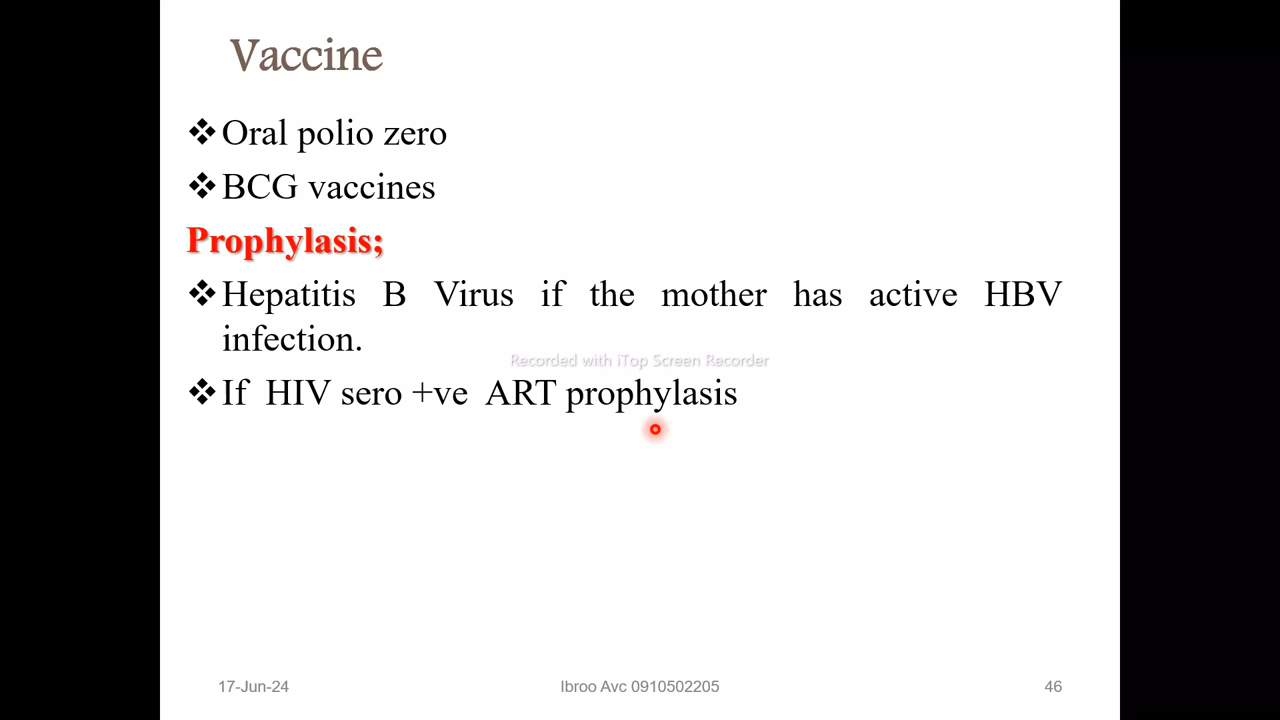 Vaccine
❖Oral polio zero
❖BCG vaccines
Prophylasis;
❖Hepatitis B Virus if the mother has active HBV
infection.
Recorded with iTop Screen Recorder
❖If HIV sero +ve ART prophylasis
17-Jun-24 Ibroo Avc 0910502205 46